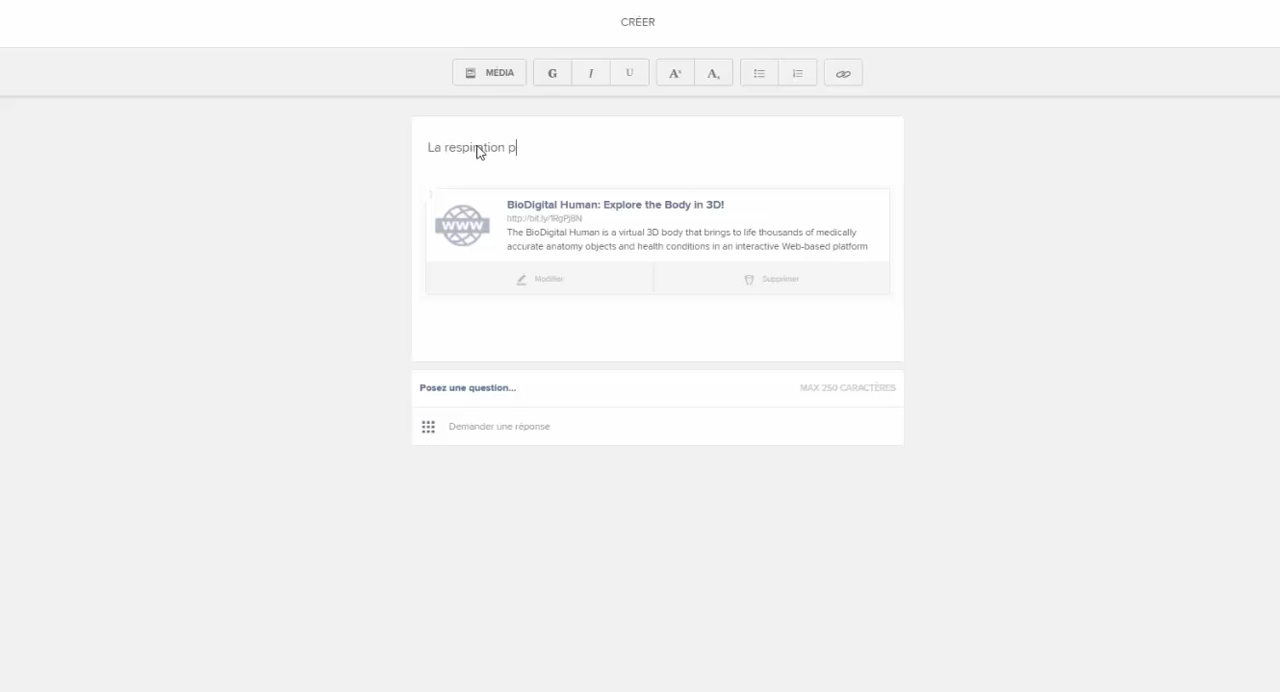 CRÉER
MÉDIA G I U A A
La respiration p
BioDigital Human: Explore the Body in 3D!
http://bit.ly/1RgPj8N
WWW
The BioDigital Human is a virtual 3D body that brings to life thousands of medically
accurate anatomy objects and health conditions in an interactive Web-based platform
Modifier Supprimer
Posez une question... MAX 250 CARACTÈRES
Demander une réponse